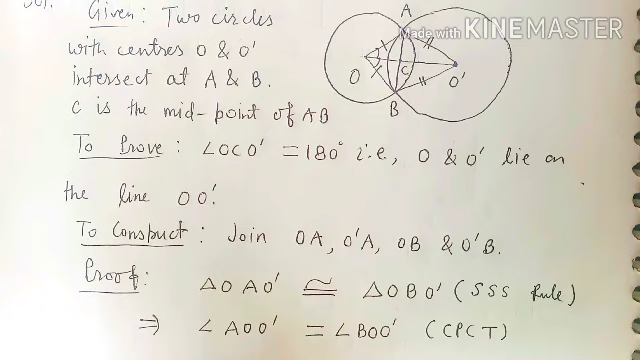 Sol.
Given: Two circles
with centres O & O'
intersect at A & B.
C is the mid-point of AB
A
Made with KINEMASTER
O
C
O'
B
To Prove: ∠OCO' = 180° i.e, O & O' lie on
the line OO'.
To Construct: Join OA, O'A, OB & O'B.
Proof:
ΔOAO' ≅ ΔOBO' (SSS Rule)
⇒ ∠AOO' = ∠BOO' (CPCT)